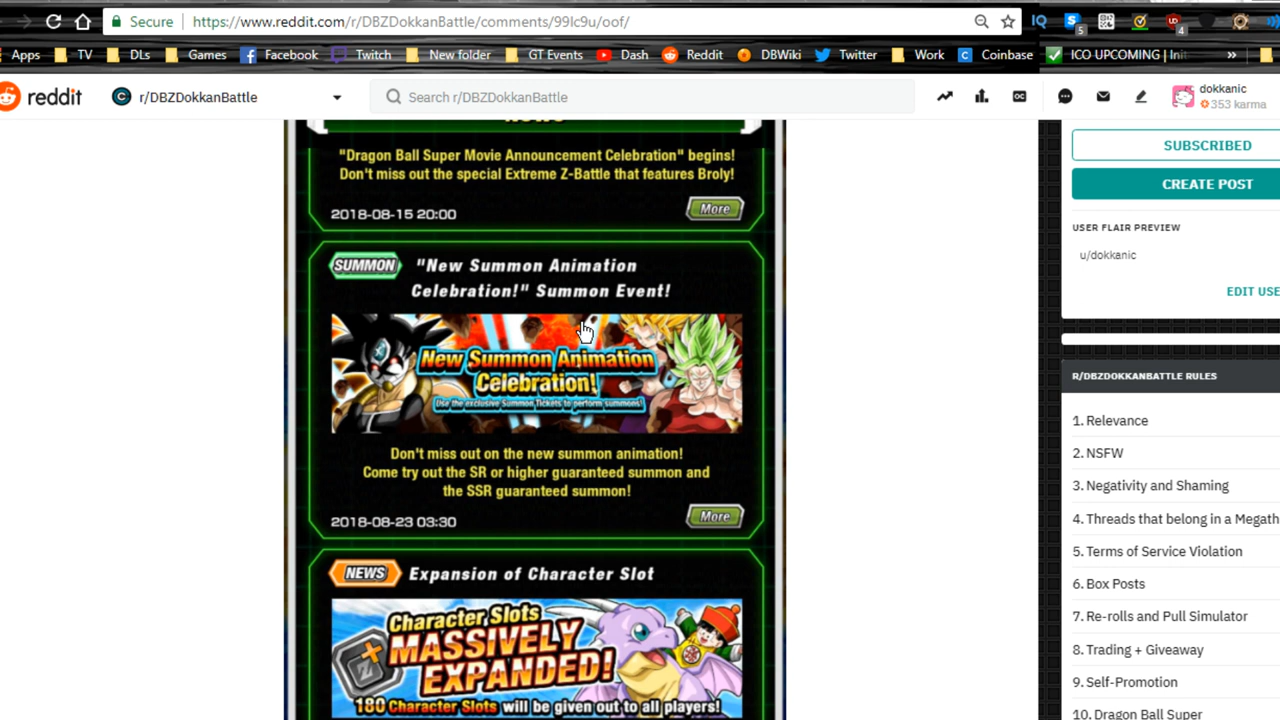 Secure https://www.reddit.com/r/DBZDokkanBattle/comments/99lc9u/oof/
IQ 5 4
Apps TV DLs Games Facebook Twitch New folder GT Events Dash Reddit DBWiki Twitter Work Coinbase ICO UPCOMING | Init »
reddit r/DBZDokkanBattle Search r/DBZDokkanBattle
dokkanic
353 karma
"Dragon Ball Super Movie Announcement Celebration" begins!
Don't miss out the special Extreme Z-Battle that features Broly!
2018-08-15 20:00 More
SUMMON "New Summon Animation
Celebration!" Summon Event!
New Summon Animation
Celebration!
Use the exclusive Summon Tickets to perform summons!
Don't miss out on the new summon animation!
Come try out the SR or higher guaranteed summon and
the SSR guaranteed summon!
2018-08-23 03:30 More
NEWS Expansion of Character Slot
Character Slots
MASSIVELY
EXPANDED!
180 Character Slots will be given out to all players!
SUBSCRIBED
CREATE POST
USER FLAIR PREVIEW
u/dokkanic
EDIT USE
R/DBZDOKKANBATTLE RULES
1. Relevance
2. NSFW
3. Negativity and Shaming
4. Threads that belong in a Megath
5. Terms of Service Violation
6. Box Posts
7. Re-rolls and Pull Simulator
8. Trading + Giveaway
9. Self-Promotion
10. Dragon Ball Super